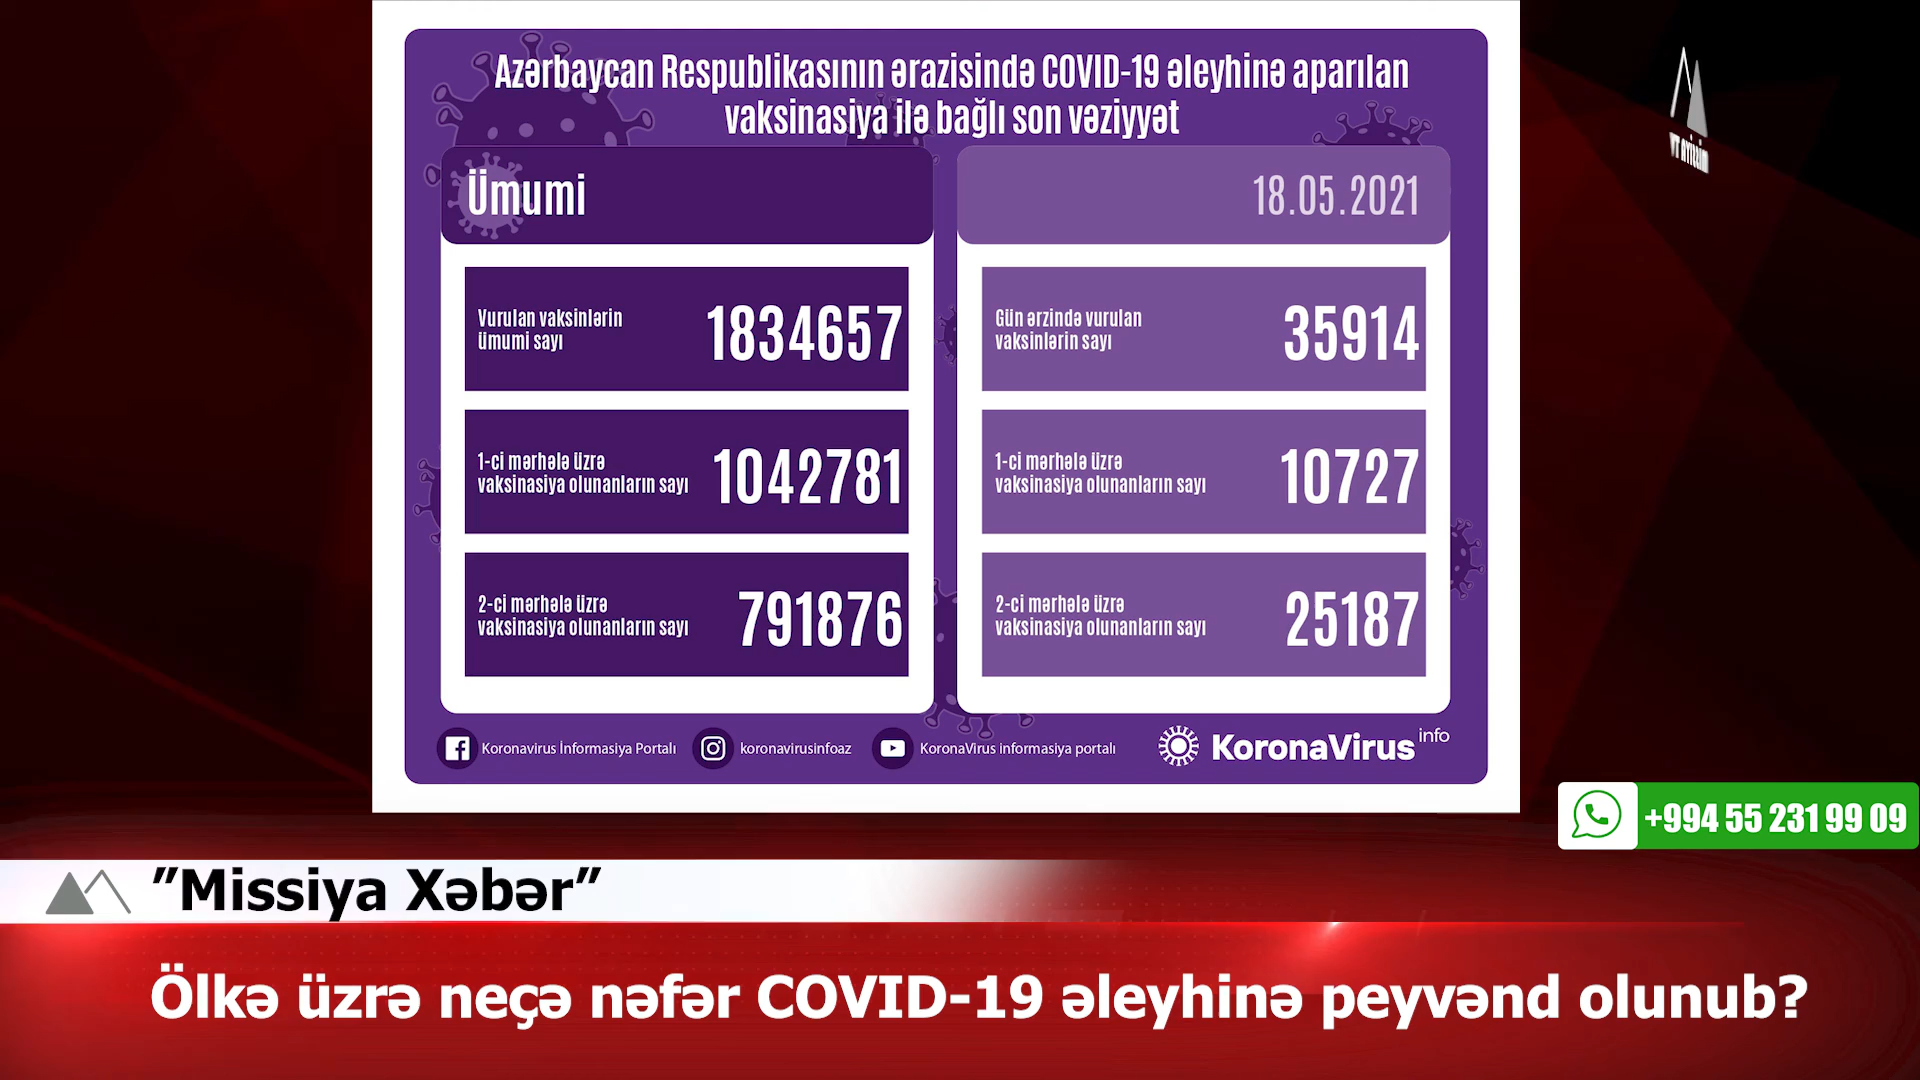 Azərbaycan Respublikasının ərazisində COVID-19 əleyhinə aparılan
vaksinasiya ilə bağlı son vəziyyət
Ümumi
Vurulan vaksinlərin
ümumi sayı
1834657
1-ci mərhələ üzrə
vaksinasiya olunanların sayı
1042781
2-ci mərhələ üzrə
vaksinasiya olunanların sayı
791876
18.05.2021
Gün ərzində vurulan
vaksinlərin sayı
35914
1-ci mərhələ üzrə
vaksinasiya olunanların sayı
10727
2-ci mərhələ üzrə
vaksinasiya olunanların sayı
25187
Koronavirus İnformasiya Portalı
koronavirusinfoaz
KoronaVirus informasiya portalı
KoronaVirus info
+994 55 231 99 09
”Missiya Xəbər”
Ölkə üzrə neçə nəfər COVID-19 əleyhinə peyvənd olunub?